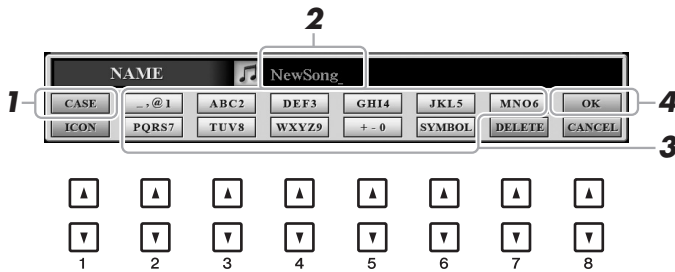 2
NAME NewSong_
1 CASE _,@1 ABC2 DEF3 GHI4 JKL5 MNO6 OK 4
ICON PQRS7 TUV8 WXYZ9 + - 0 SYMBOL DELETE CANCEL
3
1 2 3 4 5 6 7 8